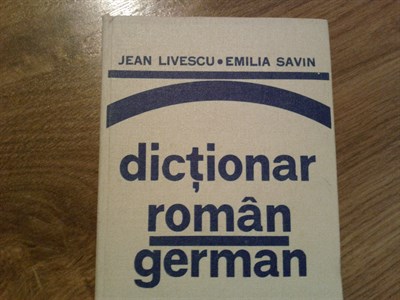 JEAN LIVESCU • EMILIA SAVIN
dicționar
român
german